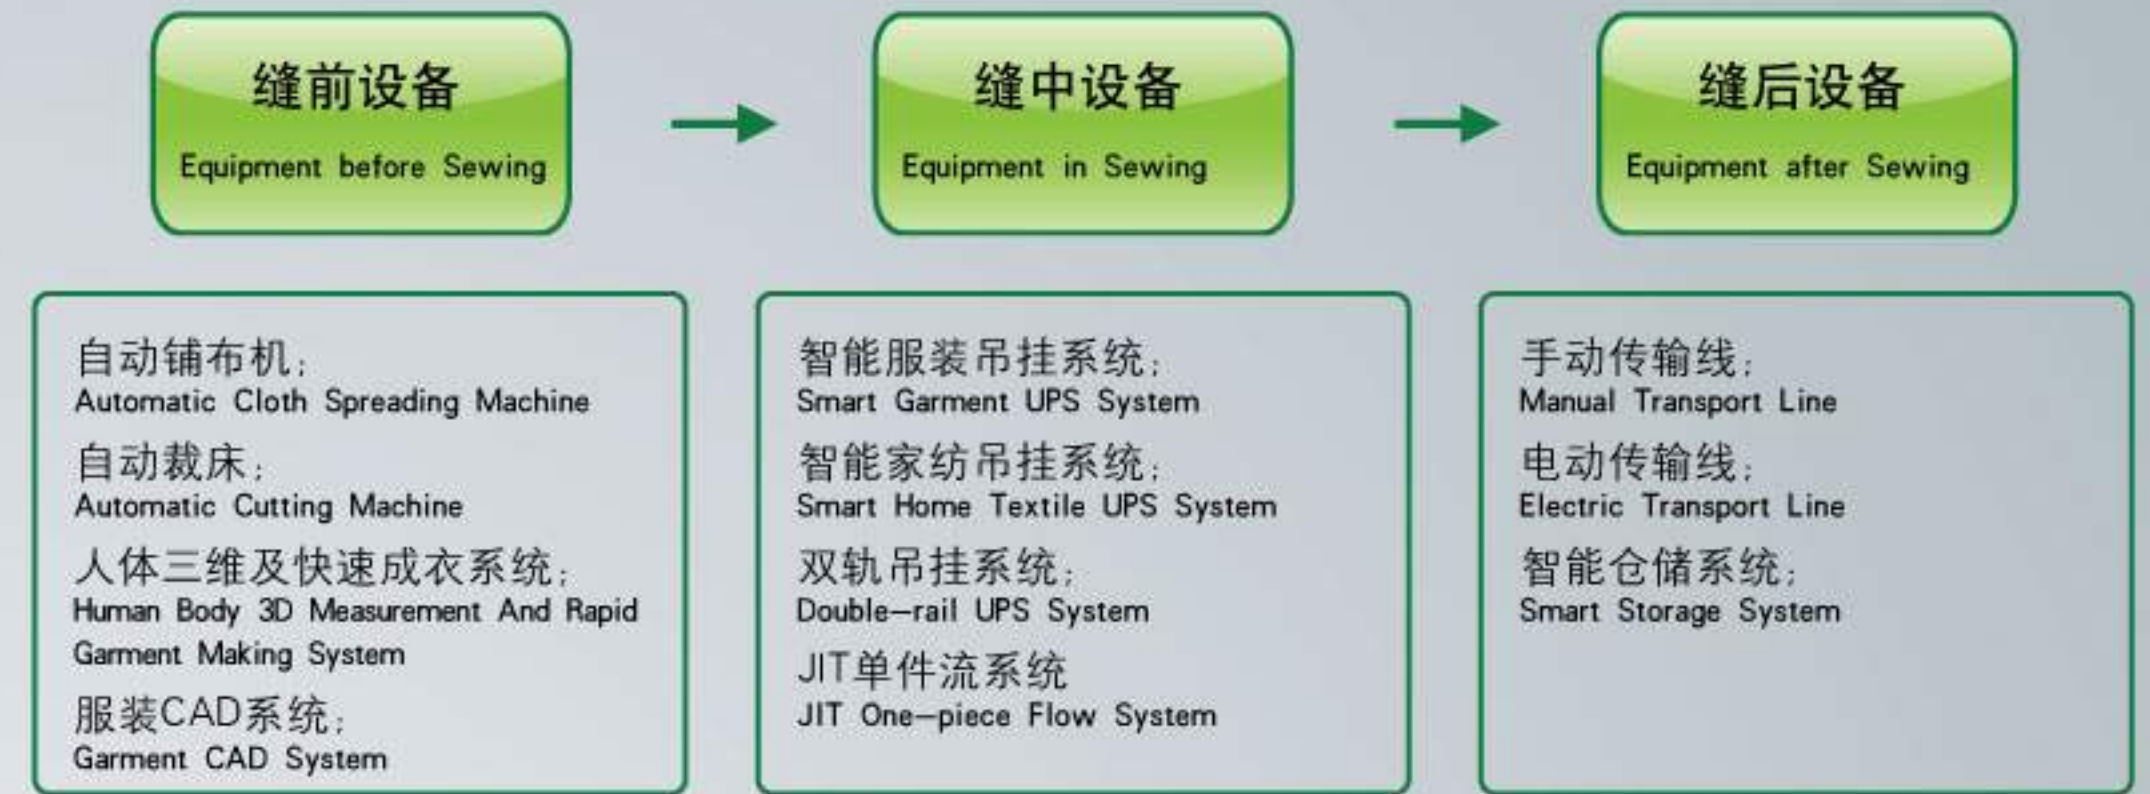 缝前设备
Equipment before Sewing
缝中设备
Equipment in Sewing
缝后设备
Equipment after Sewing
自动铺布机;
Automatic Cloth Spreading Machine
自动裁床;
Automatic Cutting Machine
人体三维及快速成衣系统;
Human Body 3D Measurement And Rapid
Garment Making System
服装CAD系统;
Garment CAD System
智能服装吊挂系统;
Smart Garment UPS System
智能家纺吊挂系统;
Smart Home Textile UPS System
双轨吊挂系统;
Double—rail UPS System
JIT单件流系统
JIT One—piece Flow System
手动传输线;
Manual Transport Line
电动传输线;
Electric Transport Line
智能仓储系统;
Smart Storage System